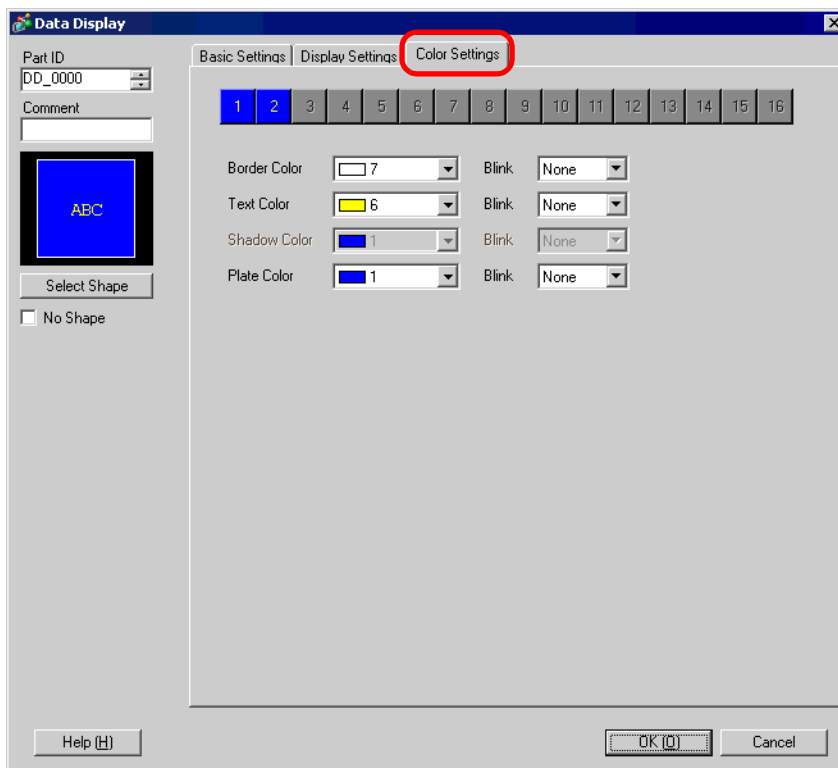 Data Display
Part ID
DD_0000
Comment
ABC
Select Shape
No Shape
Basic Settings Display Settings Color Settings
1 2 3 4 5 6 7 8 9 10 11 12 13 14 15 16
Border Color 7 Blink None
Text Color 6 Blink None
Shadow Color 1 Blink None
Plate Color 1 Blink None
Help (H) OK (O) Cancel